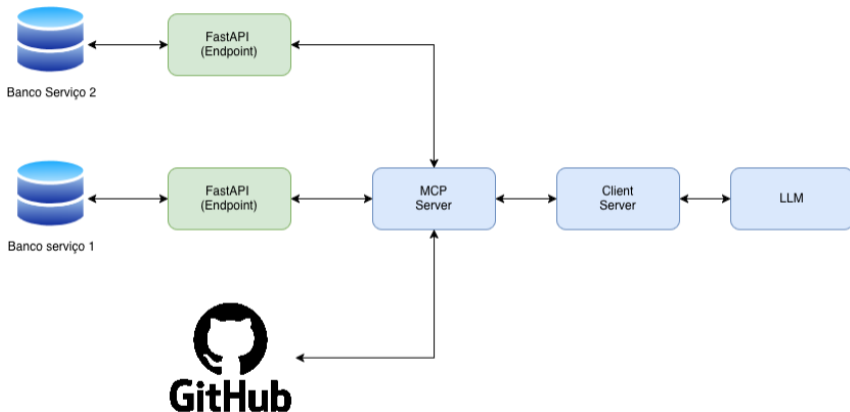 FastAPI
(Endpoint)
Banco Serviço 2
FastAPI
(Endpoint)
MCP
Server
Client
Server
LLM
Banco serviço 1
GitHub